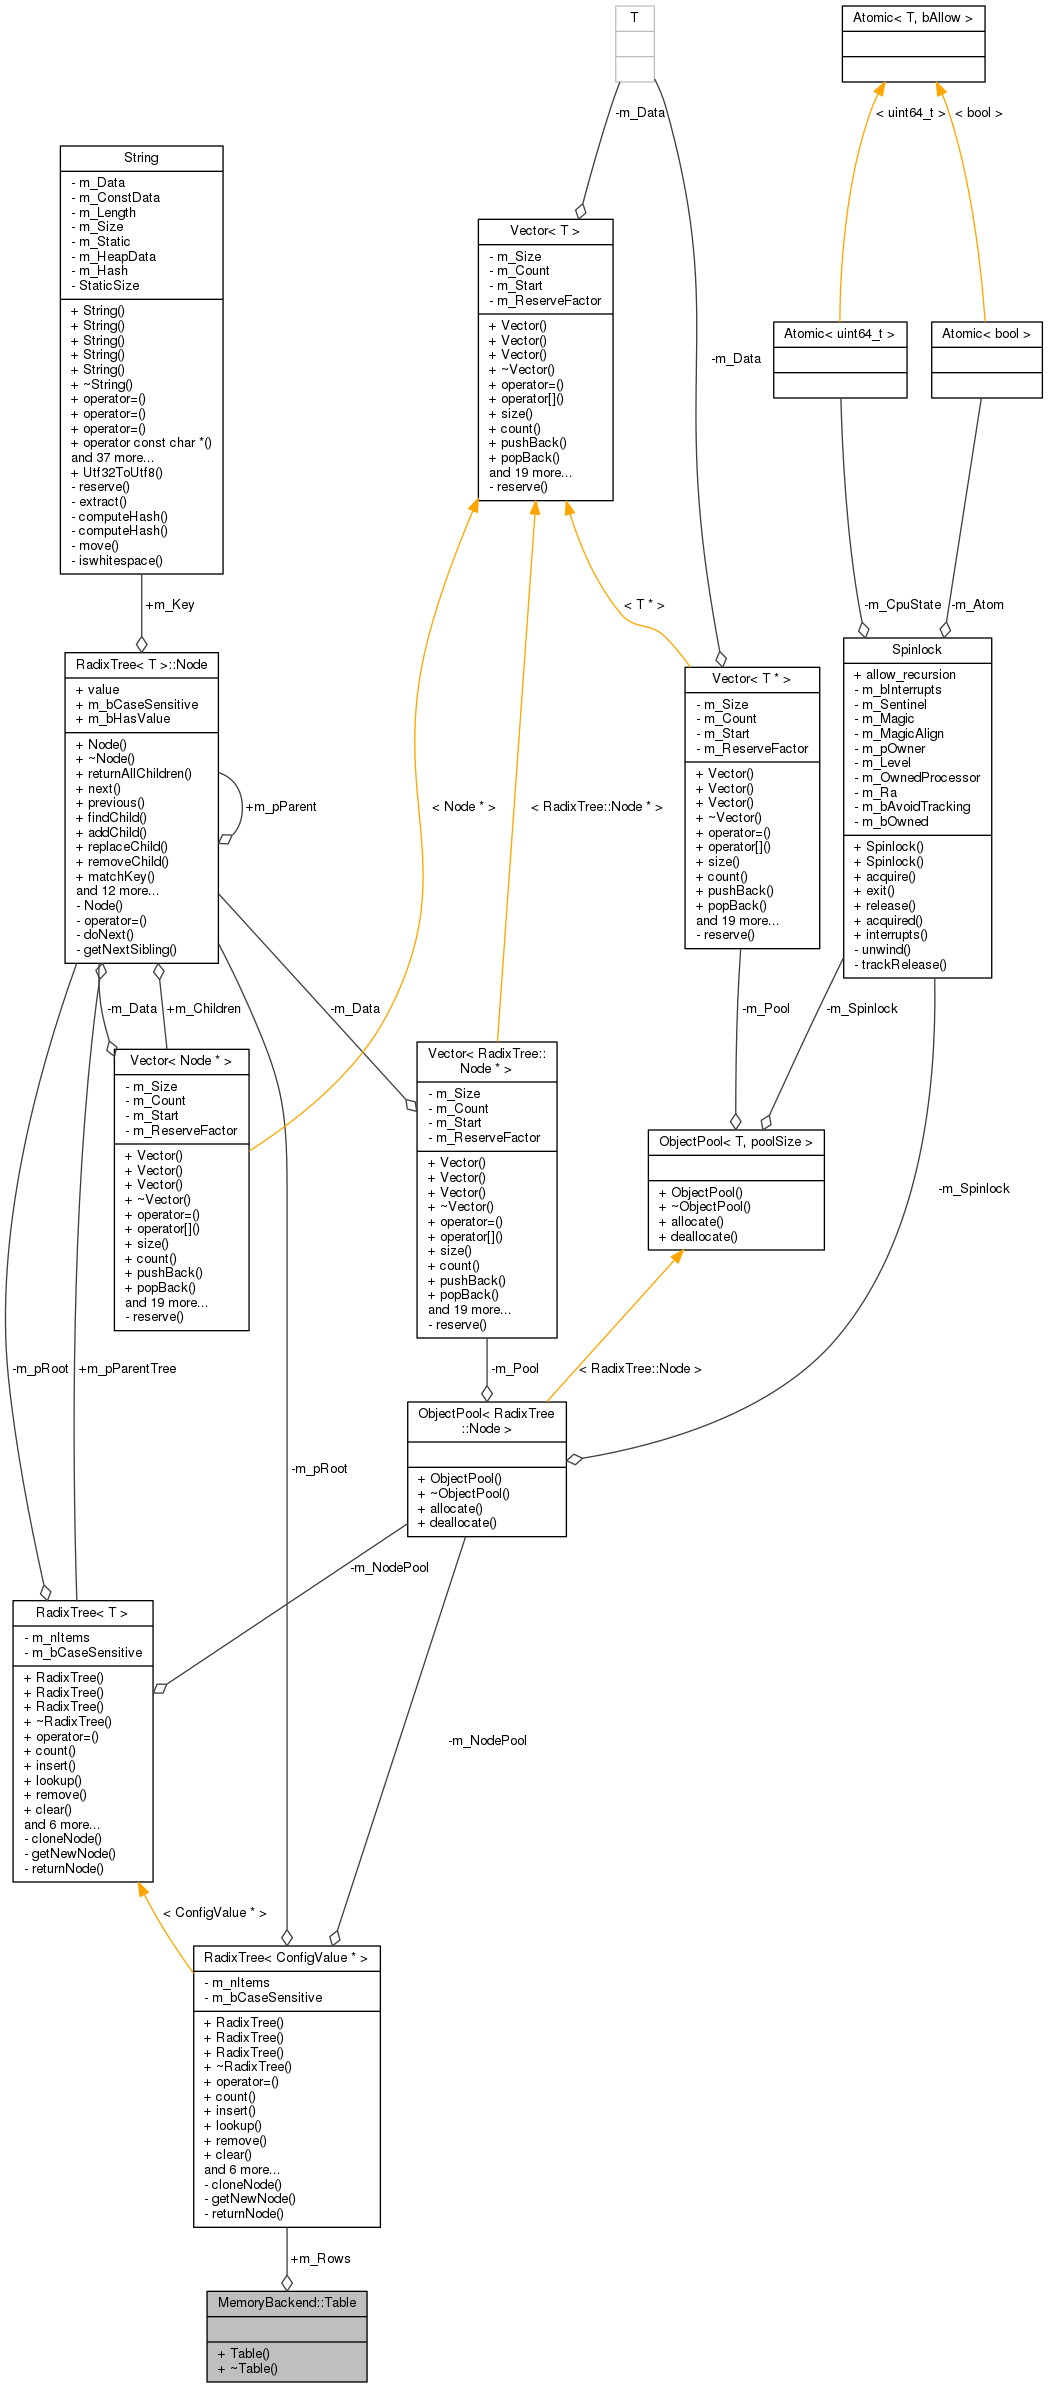 T
Atomic< T, bAllow >
-m_Data
< uint64_t >
< bool >
String
- m_Data
- m_ConstData
- m_Length
- m_Size
- m_Static
- m_HeapData
- m_Hash
- StaticSize
+ String()
+ String()
+ String()
+ String()
+ String()
+ ~String()
+ operator=()
+ operator=()
+ operator=()
+ operator const char *()
and 37 more...
+ Utf32ToUtf8()
- reserve()
- extract()
- computeHash()
- computeHash()
- move()
- iswhitespace()
Vector< T >
- m_Size
- m_Count
- m_Start
- m_ReserveFactor
+ Vector()
+ Vector()
+ Vector()
+ ~Vector()
+ operator=()
+ operator[]()
+ size()
+ count()
+ pushBack()
+ popBack()
and 19 more...
- reserve()
-m_Data
Atomic< uint64_t >
Atomic< bool >
+m_Key
< T * >
-m_CpuState
-m_Atom
RadixTree< T >::Node
+ value
+ m_bCaseSensitive
+ m_bHasValue
+ Node()
+ ~Node()
+ returnAllChildren()
+ next()
+ previous()
+ findChild()
+ addChild()
+ replaceChild()
+ removeChild()
+ matchKey()
and 12 more...
- Node()
- operator=()
- doNext()
- getNextSibling()
+m_pParent
< Node * >
< RadixTree::Node * >
Vector< T * >
- m_Size
- m_Count
- m_Start
- m_ReserveFactor
+ Vector()
+ Vector()
+ Vector()
+ ~Vector()
+ operator=()
+ operator[]()
+ size()
+ count()
+ pushBack()
+ popBack()
and 19 more...
- reserve()
Spinlock
+ allow_recursion
- m_bInterrupts
- m_Sentinel
- m_Magic
- m_MagicAlign
- m_pOwner
- m_Level
- m_OwnedProcessor
- m_Ra
- m_bAvoidTracking
- m_bOwned
+ Spinlock()
+ Spinlock()
+ acquire()
+ exit()
+ release()
+ acquired()
+ interrupts()
- unwind()
- trackRelease()
-m_Data
+m_Children
-m_Data
-m_Pool
-m_Spinlock
Vector< Node * >
- m_Size
- m_Count
- m_Start
- m_ReserveFactor
+ Vector()
+ Vector()
+ Vector()
+ ~Vector()
+ operator=()
+ operator[]()
+ size()
+ count()
+ pushBack()
+ popBack()
and 19 more...
- reserve()
Vector< RadixTree::
Node * >
- m_Size
- m_Count
- m_Start
- m_ReserveFactor
+ Vector()
+ Vector()
+ Vector()
+ ~Vector()
+ operator=()
+ operator[]()
+ size()
+ count()
+ pushBack()
+ popBack()
and 19 more...
- reserve()
ObjectPool< T, poolSize >
+ ObjectPool()
+ ~ObjectPool()
+ allocate()
+ deallocate()
-m_Spinlock
-m_pRoot
+m_pParentTree
-m_Pool
< RadixTree::Node >
ObjectPool< RadixTree
::Node >
+ ObjectPool()
+ ~ObjectPool()
+ allocate()
+ deallocate()
-m_pRoot
-m_NodePool
RadixTree< T >
- m_nItems
- m_bCaseSensitive
+ RadixTree()
+ RadixTree()
+ RadixTree()
+ ~RadixTree()
+ operator=()
+ count()
+ insert()
+ lookup()
+ remove()
+ clear()
and 6 more...
- cloneNode()
- getNewNode()
- returnNode()
-m_NodePool
< ConfigValue * >
RadixTree< ConfigValue * >
- m_nItems
- m_bCaseSensitive
+ RadixTree()
+ RadixTree()
+ RadixTree()
+ ~RadixTree()
+ operator=()
+ count()
+ insert()
+ lookup()
+ remove()
+ clear()
and 6 more...
- cloneNode()
- getNewNode()
- returnNode()
+m_Rows
MemoryBackend::Table
+ Table()
+ ~Table()